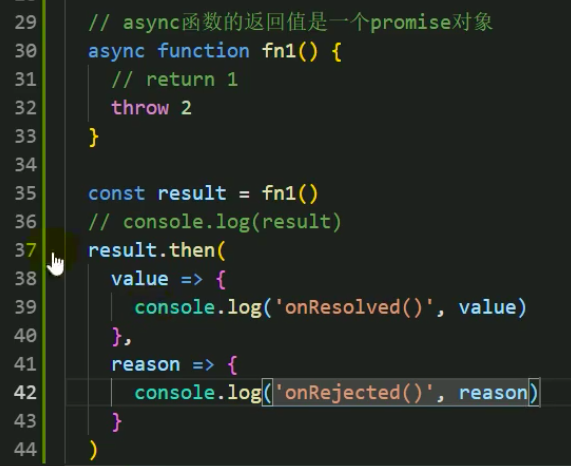 29 // async函数的返回值是一个promise对象
30 async function fn1() {
31 // return 1
32 throw 2
33 }
34
35 const result = fn1()
36 // console.log(result)
37 result.then(
38 value => {
39 console.log('onResolved()', value)
40 },
41 reason => {
42 console.log('onRejected()', reason)
43 }
44 )